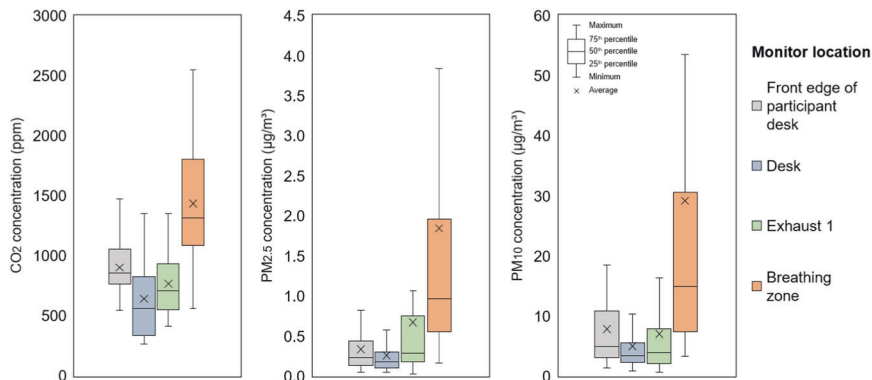 CO2 concentration (ppm)
3000
2500
2000
1500
1000
500
0
PM2.5 concentration (µg/m³)
4.5
4.0
3.5
3.0
2.5
2.0
1.5
1.0
0.5
0.0
PM10 concentration (µg/m³)
60
50
40
30
20
10
0
Maximum
75th percentile
50th percentile
25th percentile
Minimum
Average
Monitor location
Front edge of
participant
desk
Desk
Exhaust 1
Breathing
zone